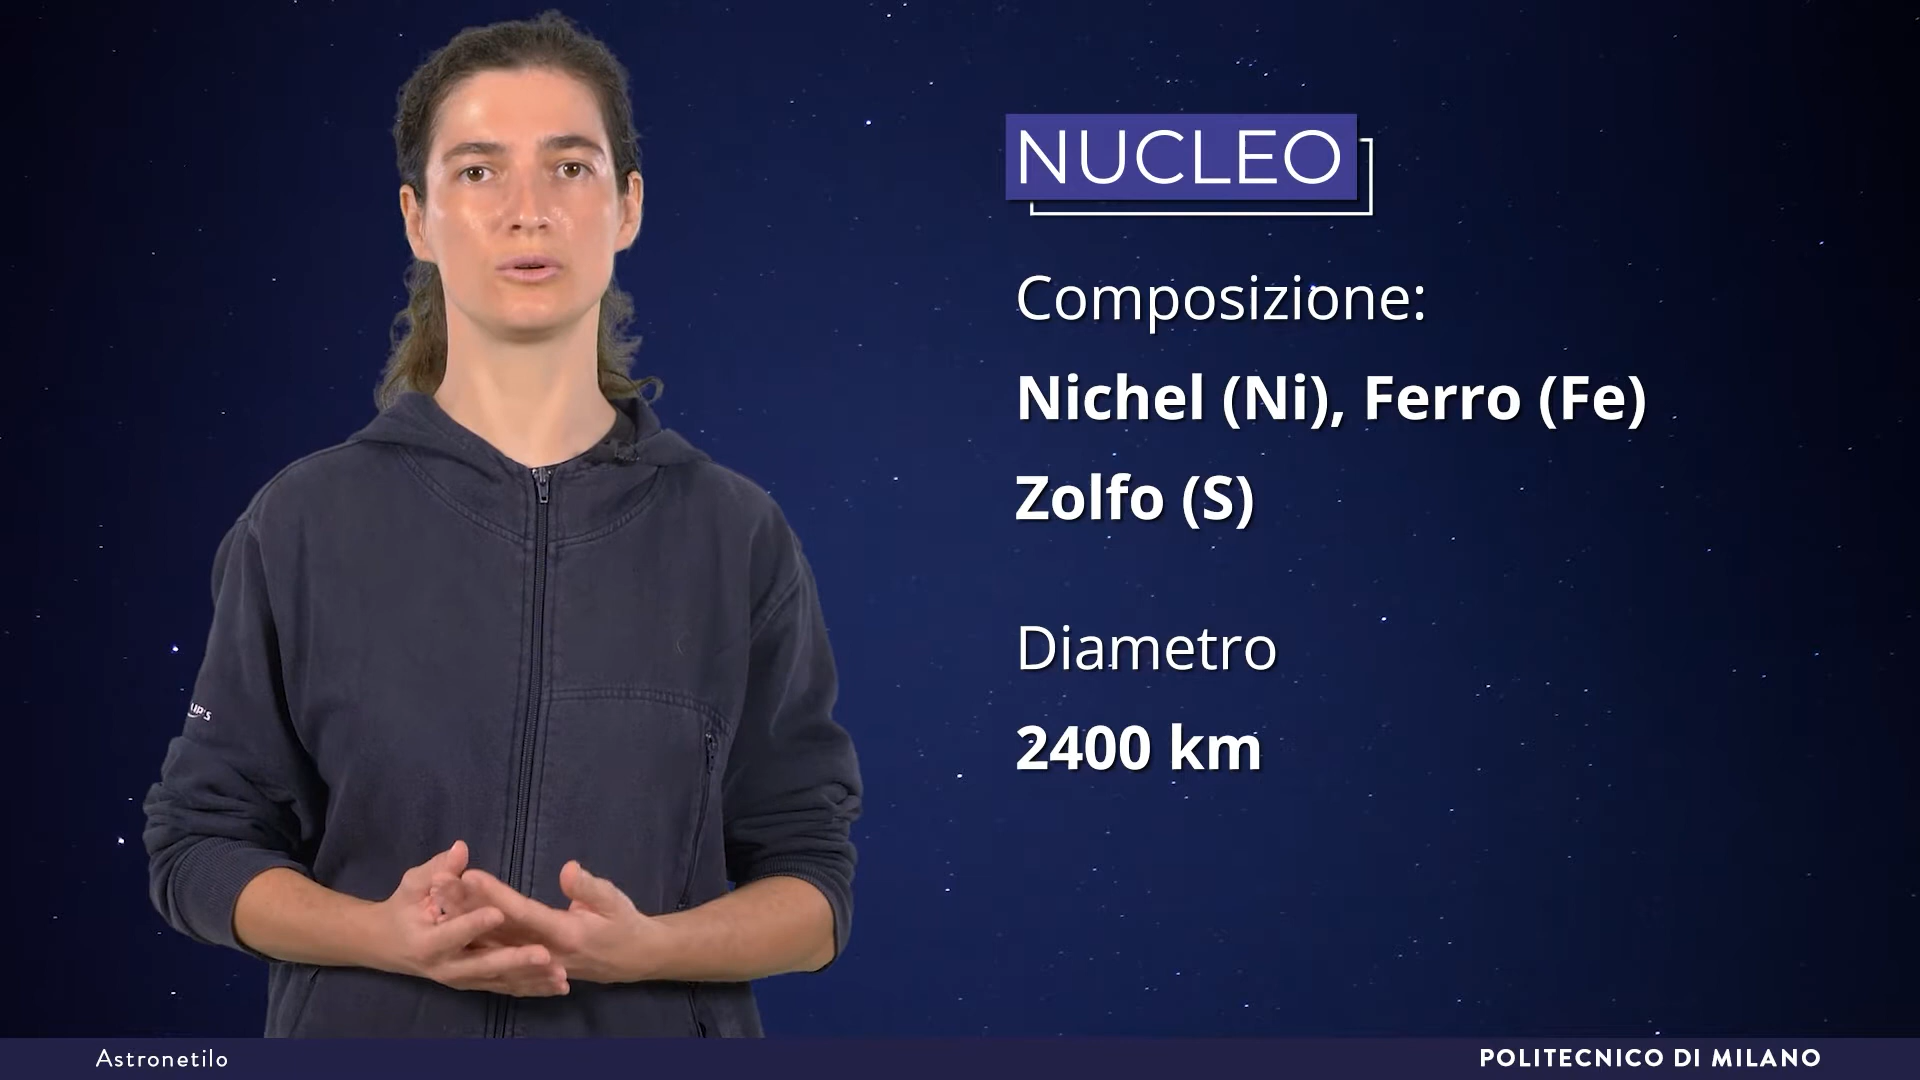 NUCLEO
Composizione:
Nichel (Ni), Ferro (Fe)
Zolfo (S)
Diametro
2400 km
Astronetilo
POLITECNICO DI MILANO